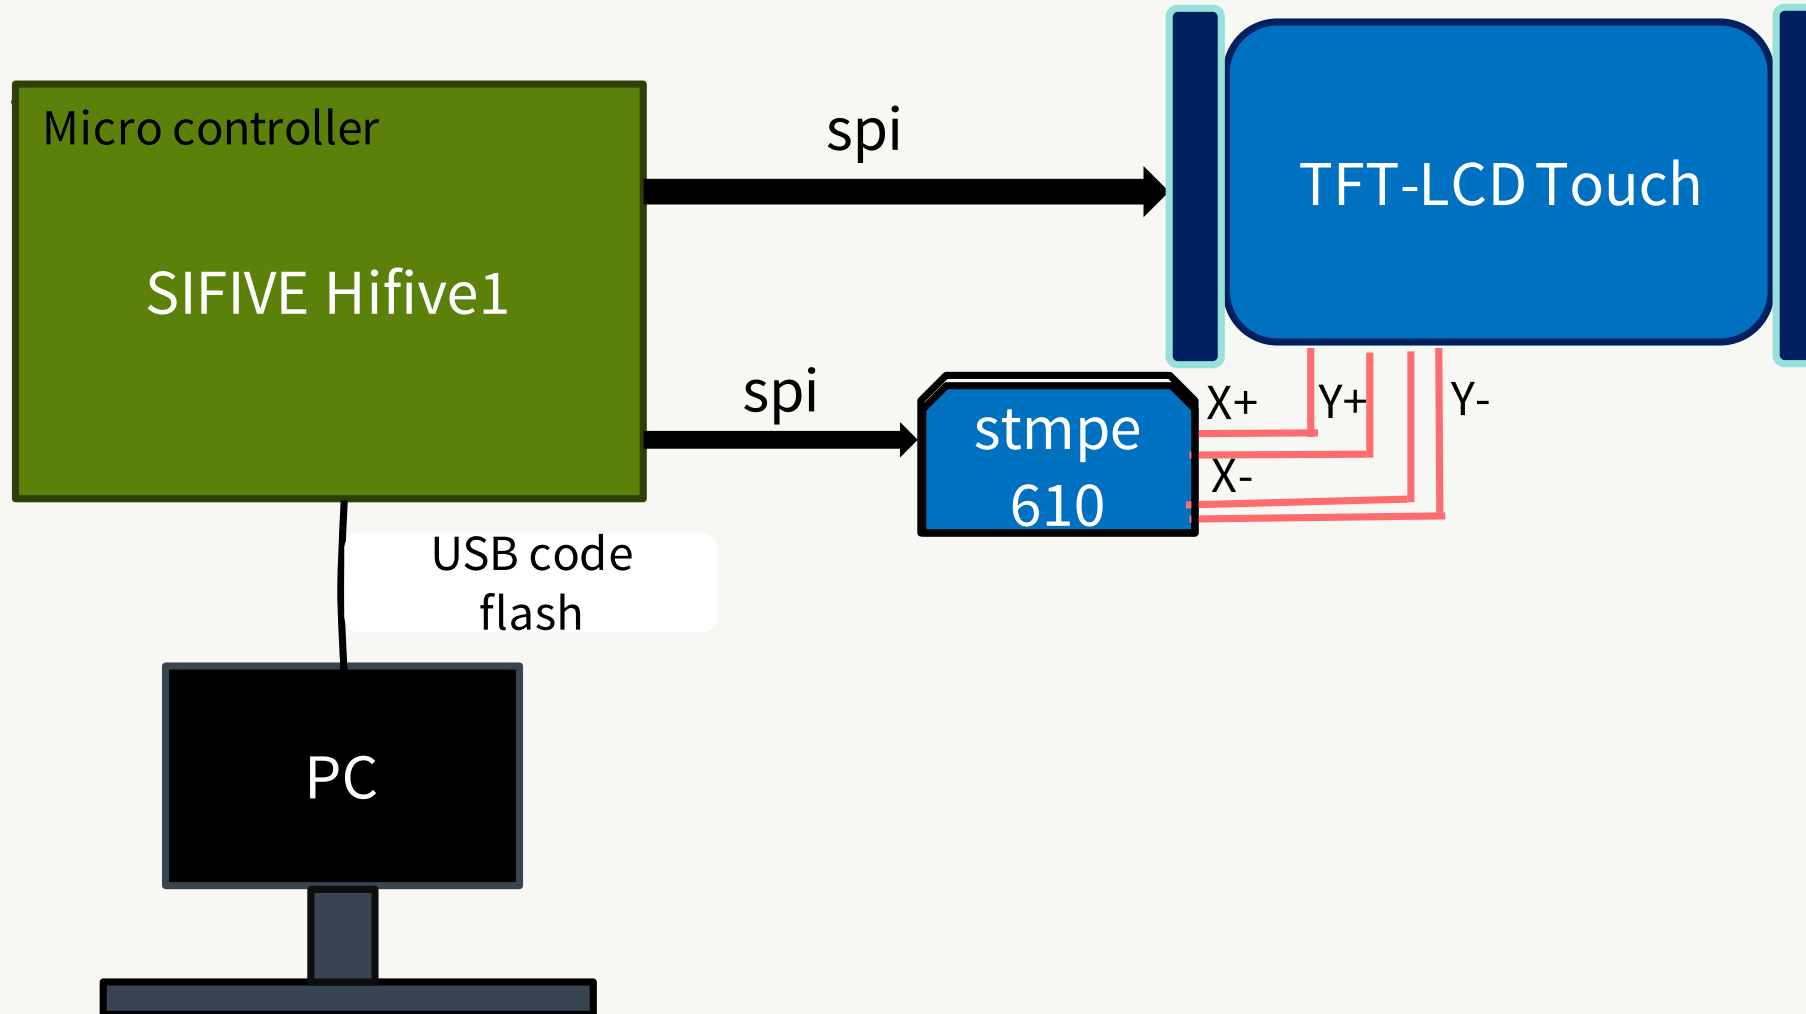 Micro controller
SIFIVE Hifive1
spi
TFT-LCD Touch
spi
stmpe
610
X+
Y+
Y-
X-
USB code
flash
PC